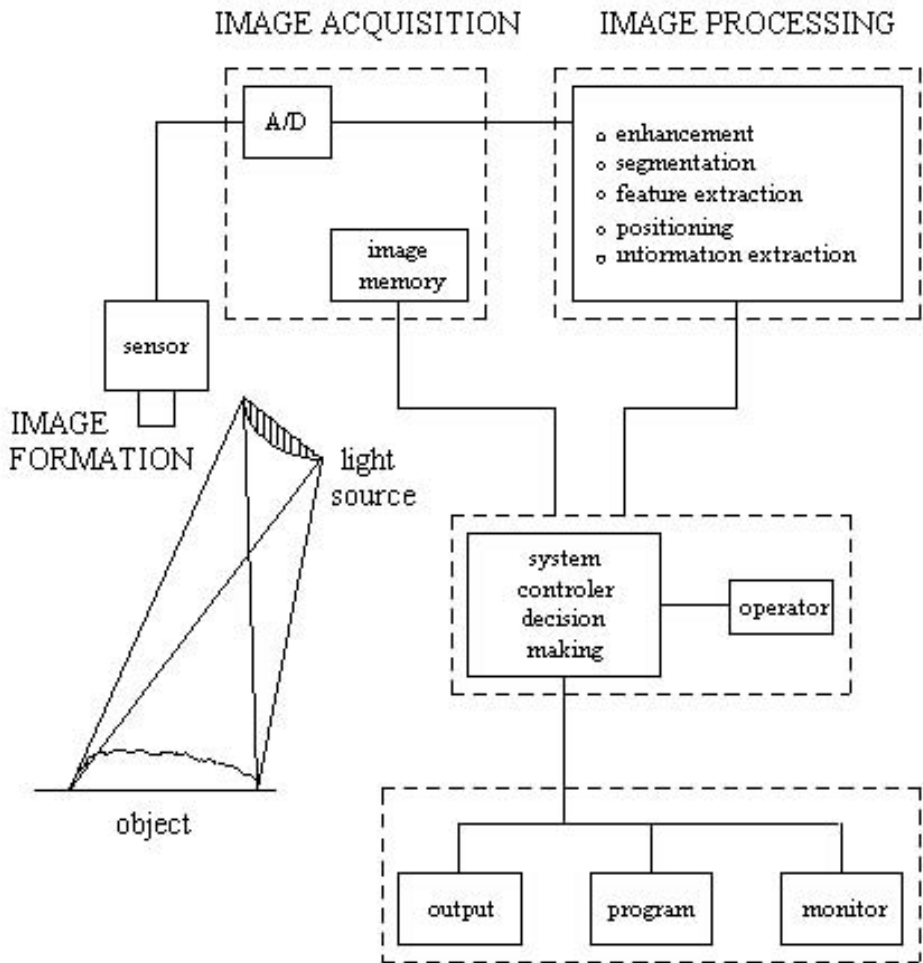 IMAGE ACQUISITION
IMAGE PROCESSING
A/D
enhancement
segmentation
feature extraction
positioning
information extraction
image
memory
sensor
IMAGE
FORMATION
light
source
object
system
controler
decision
making
operator
output
program
monitor